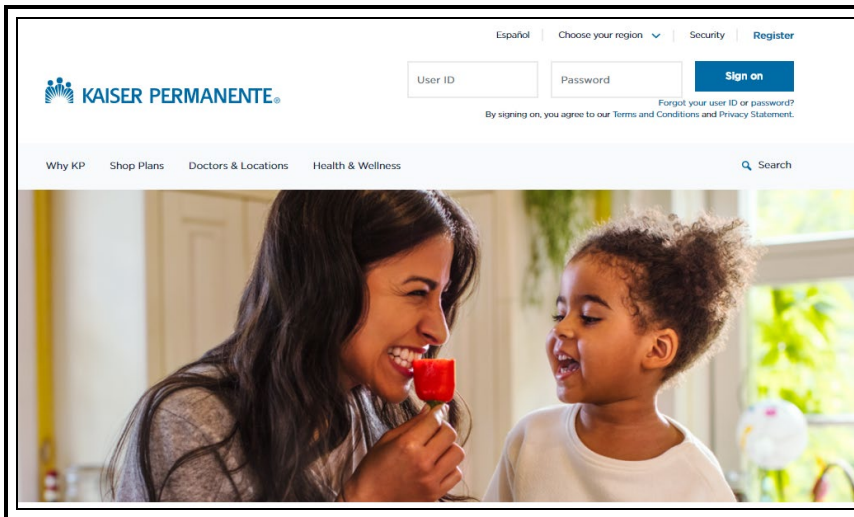 Español Choose your region Security Register
User ID Password Sign on
KAISER PERMANENTE®
Forgot your user ID or password?
By signing on, you agree to our Terms and Conditions and Privacy Statement.
Why KP Shop Plans Doctors & Locations Health & Wellness Search